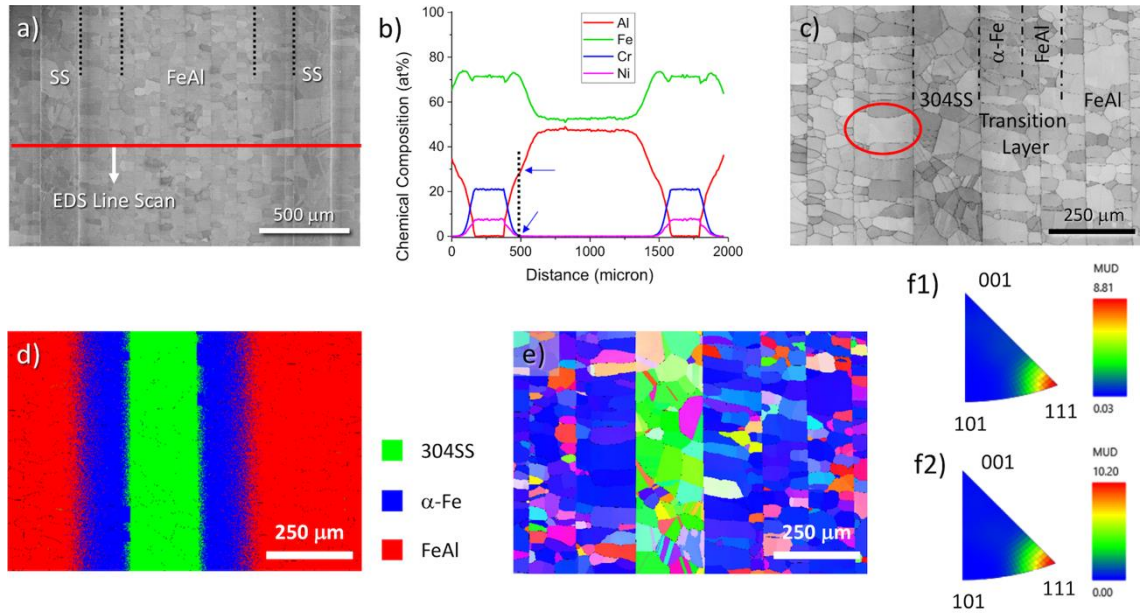 a)
SS
FeAl
SS
EDS Line Scan
500 μm
b)
Chemical Composition (at%)
100
80
60
40
20
0
Al
Fe
Cr
Ni
0
500
1000
1500
2000
Distance (micron)
c)
304SS
α-Fe
FeAl
FeAl
Transition
Layer
250 μm
d)
250 μm
304SS
α-Fe
FeAl
e)
250 μm
f1)
001
101
111
MUD
8.81
0.03
f2)
001
101
111
MUD
10.20
0.00